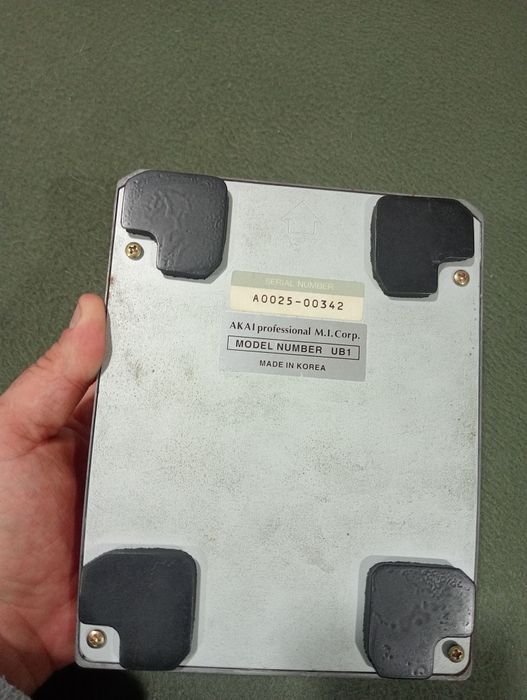 SERIAL NUMBER
A0025-00342
AKAI professional M.I. Corp.
MODEL NUMBER UB1
MADE IN KOREA